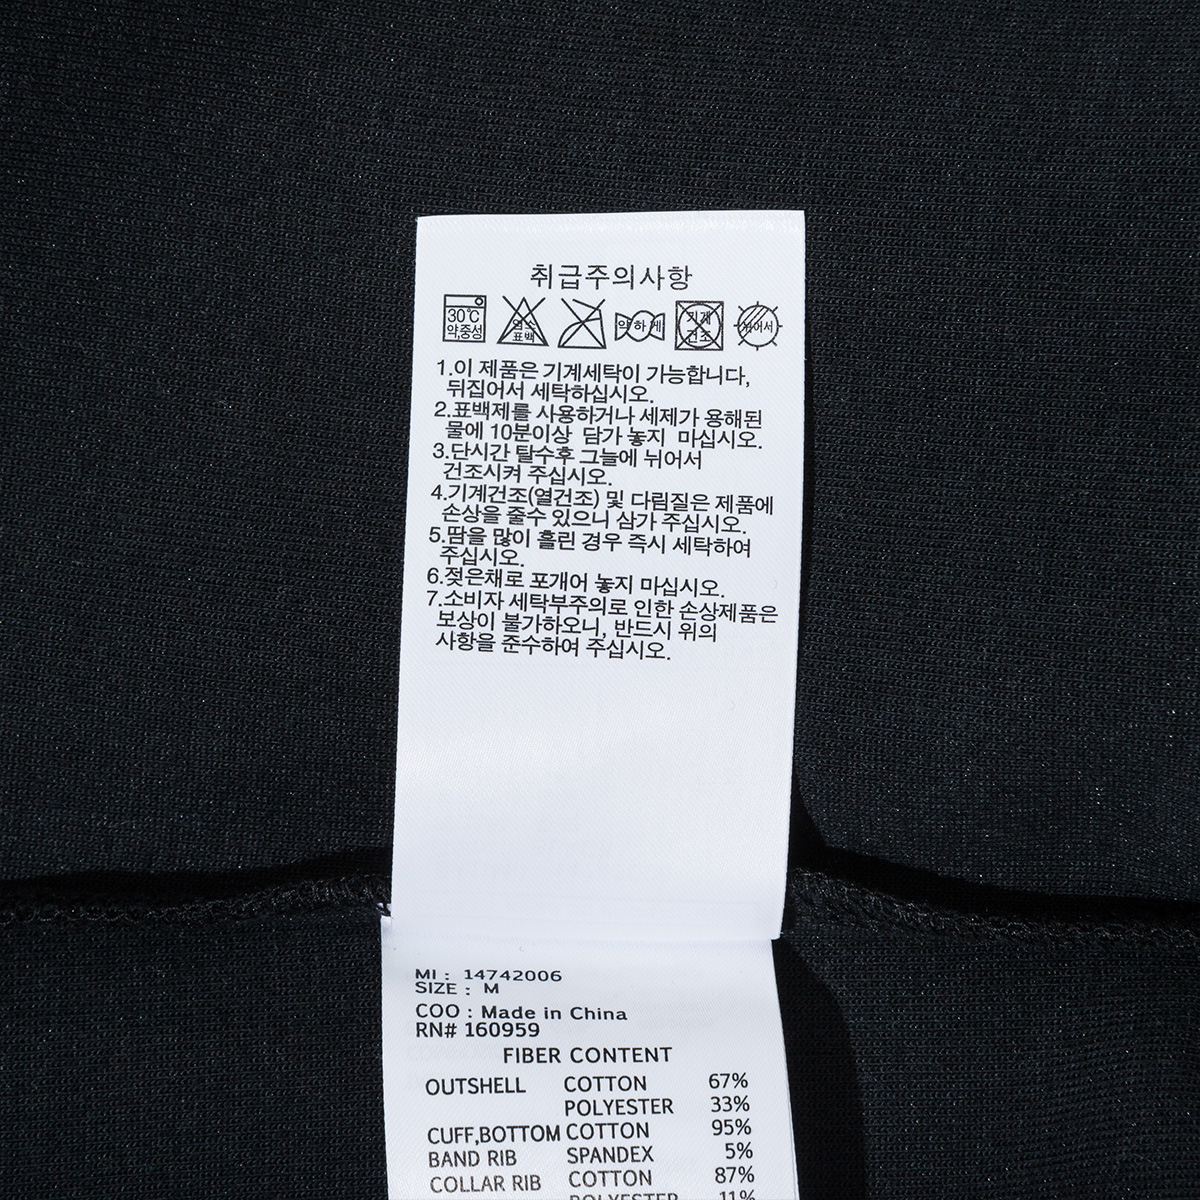 취급주의사항
30℃
약,중성
염소
표백
약하게
기계
건조
뉘어서
1.이 제품은 기계세탁이 가능합니다,
뒤집어서 세탁하십시오.
2.표백제를 사용하거나 세제가 용해된
물에 10분이상 담가 놓지 마십시오.
3.단시간 탈수후 그늘에 뉘어서
건조시켜 주십시오.
4.기계건조(열건조) 및 다림질은 제품에
손상을 줄수 있으니 삼가 주십시오.
5.땀을 많이 흘린 경우 즉시 세탁하여
주십시오.
6.젖은채로 포개어 놓지 마십시오.
7.소비자 세탁부주의로 인한 손상제품은
보상이 불가하오니, 반드시 위의
사항을 준수하여 주십시오.
MI : 14742006
SIZE : M
COO : Made in China
RN# 160959
FIBER CONTENT
OUTSHELL COTTON 67%
POLYESTER 33%
CUFF,BOTTOM COTTON 95%
BAND RIB SPANDEX 5%
COLLAR RIB COTTON 87%
POLYESTER 11%